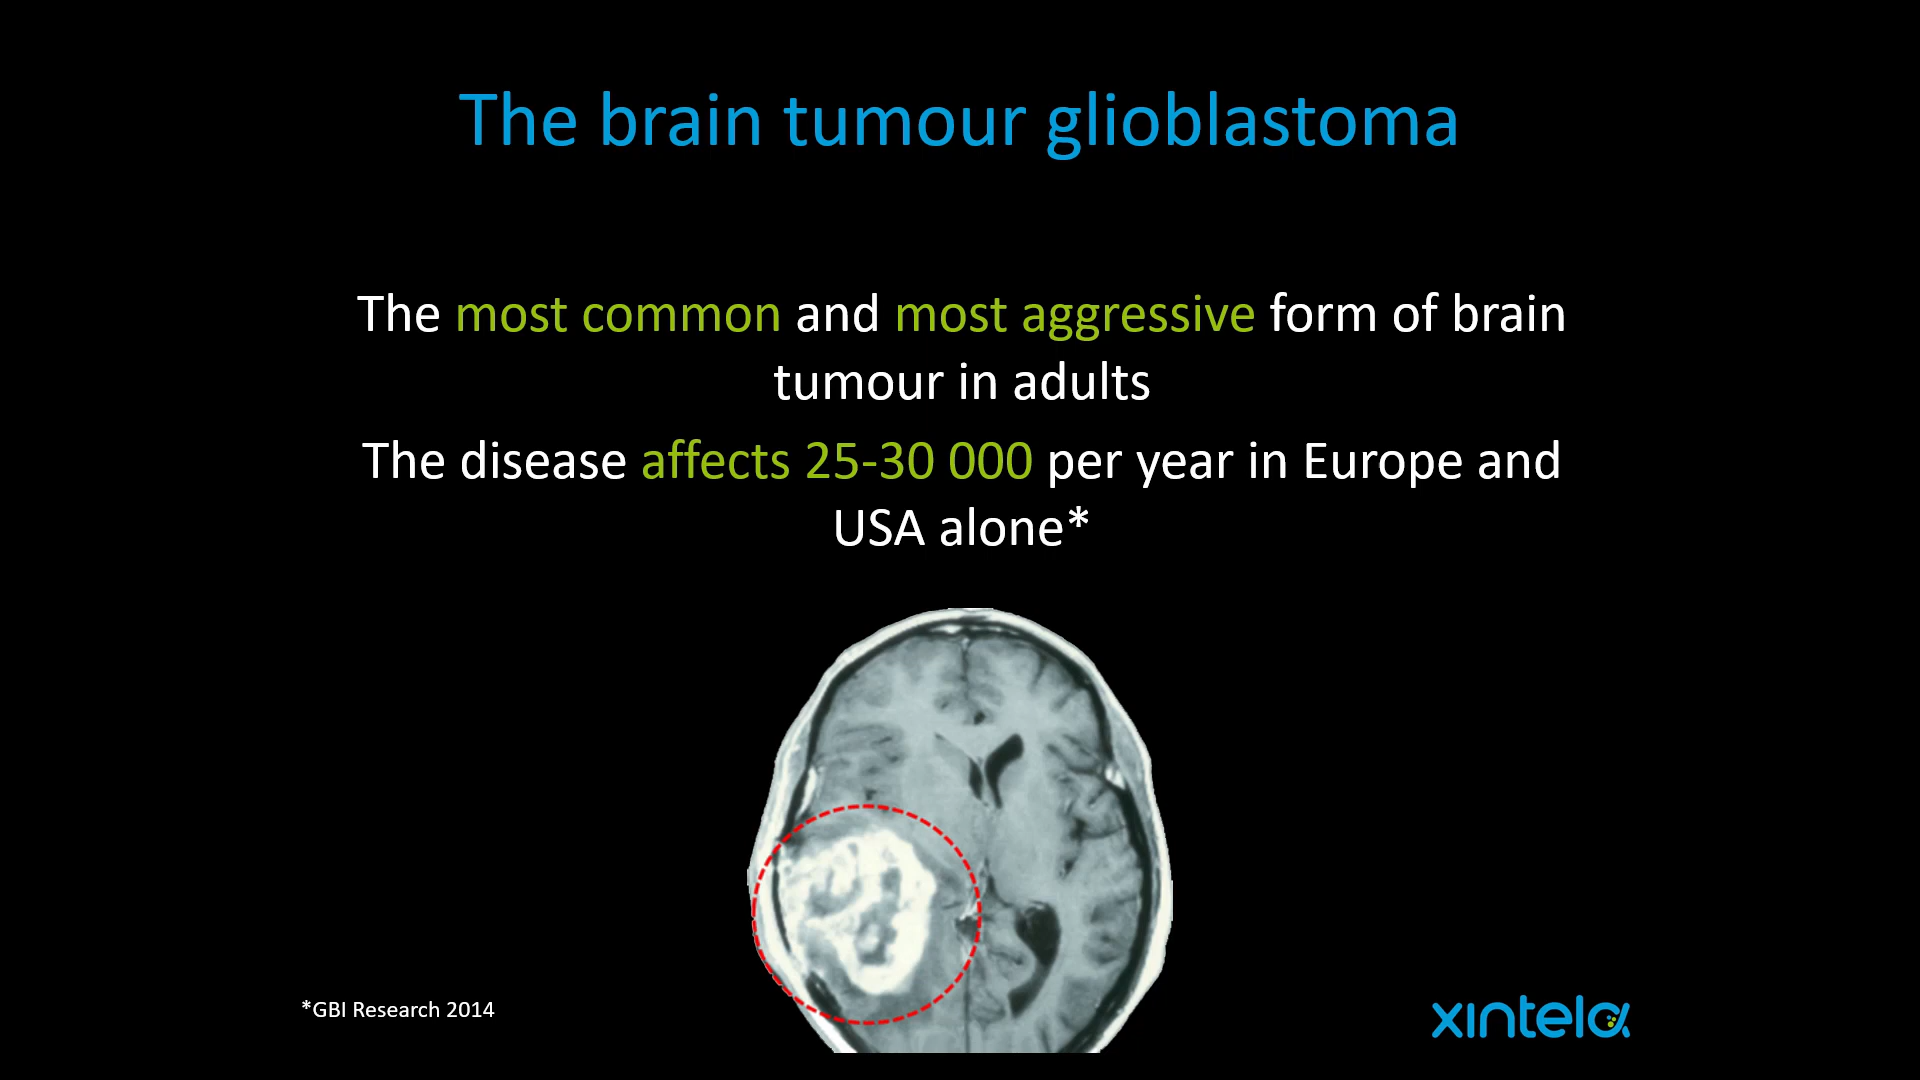 The brain tumour glioblastoma
The most common and most aggressive form of brain
tumour in adults
The disease affects 25-30 000 per year in Europe and
USA alone*
*GBI Research 2014
xintela